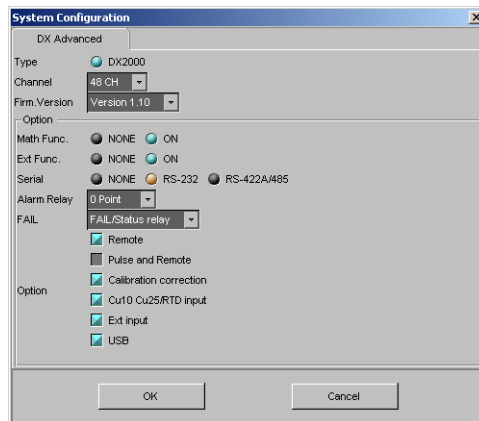 System Configuration
DX Advanced
Type DX2000
Channel 48 CH
Firm.Version Version 1.10
Option
Math Func. NONE ON
Ext Func. NONE ON
Serial NONE RS-232 RS-422A/485
Alarm Relay 0 Point
FAIL FAIL/Status relay
Remote
Pulse and Remote
Calibration correction
Option
Cu10 Cu25/RTD input
Ext input
USB
OK Cancel